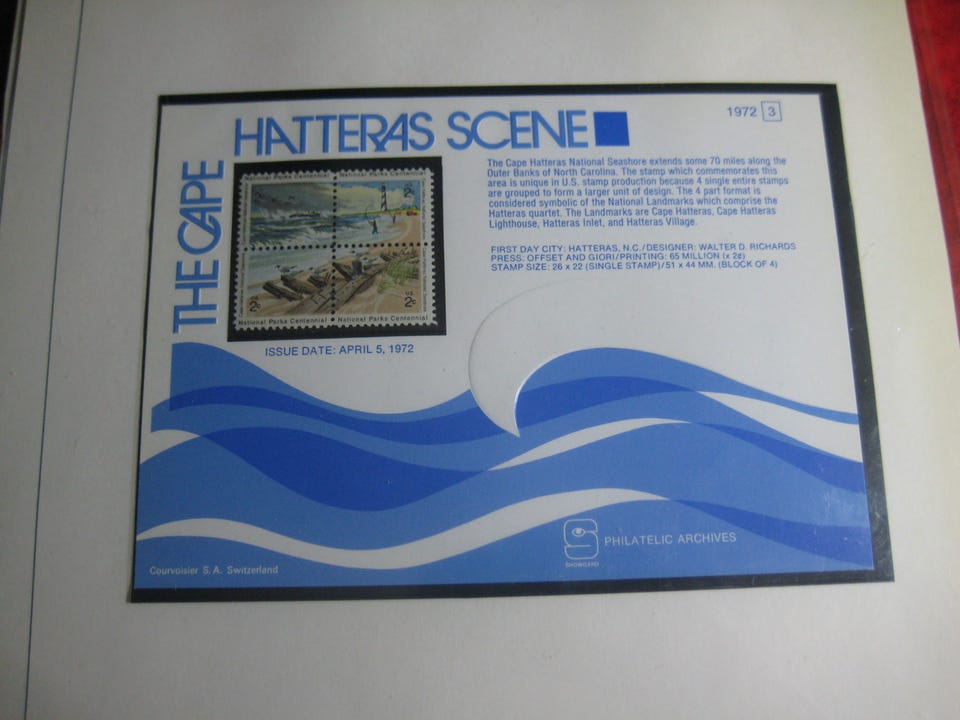 THE CAPE
HATTERAS SCENE
1972 3
The Cape Hatteras National Seashore extends some 70 miles along the
Outer Banks of North Carolina. The stamp which commemorates this
area is unique in U.S. stamp production because 4 single entire stamps
are grouped to form a larger unit of design. The 4 part format is
considered symbolic of the National Landmarks which comprise the
Hatteras quartet. The Landmarks are Cape Hatteras, Cape Hatteras
Lighthouse, Hatteras Inlet, and Hatteras Village.
FIRST DAY CITY: HATTERAS, N.C./DESIGNER: WALTER D. RICHARDS
PRESS: OFFSET AND GIORI/PRINTING: 65 MILLION (x 2¢)
STAMP SIZE: 26 x 22 (SINGLE STAMP)/51 x 44 MM. (BLOCK OF 4)
National Parks Centennial
National Parks Centennial
2c
U.S.
2c
U.S.
2c
National Parks Centennial
National Parks Centennial
ISSUE DATE: APRIL 5, 1972
PHILATELIC ARCHIVES
SHOWGARD
Courvoisier S.A. Switzerland